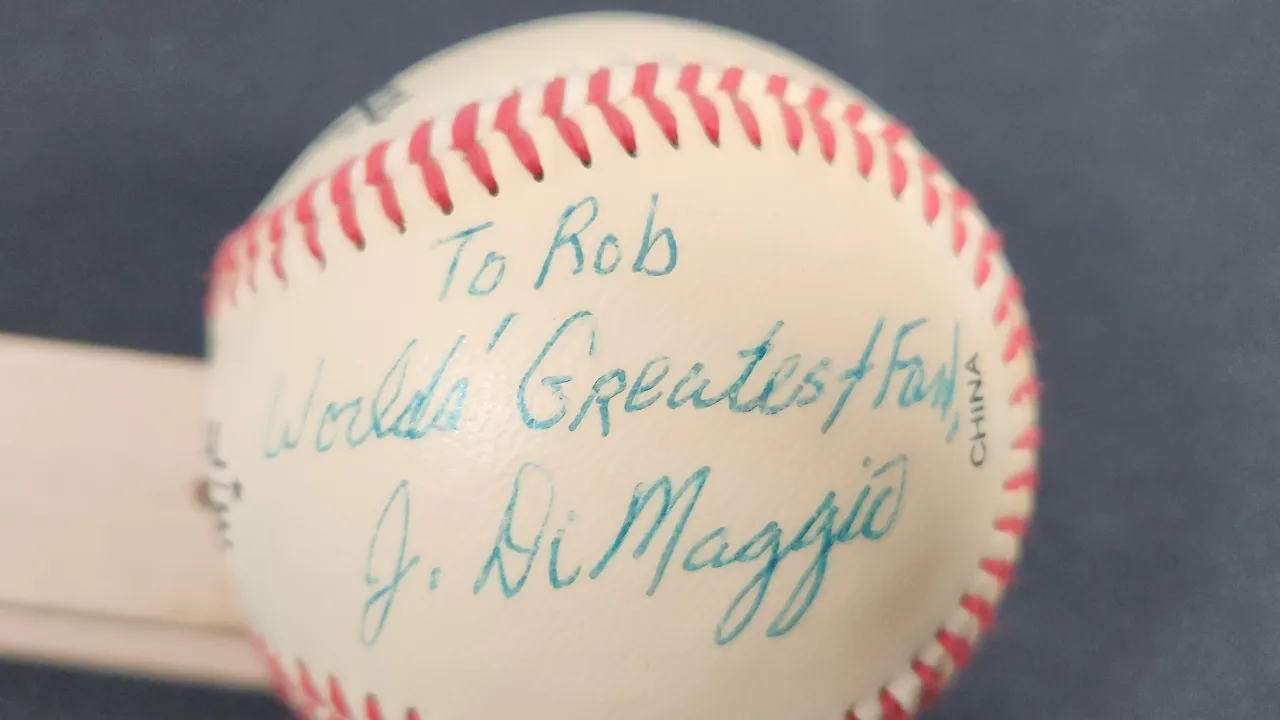 To Rob
Worlds' Greatest Fan,
J. DiMaggio
CHINA